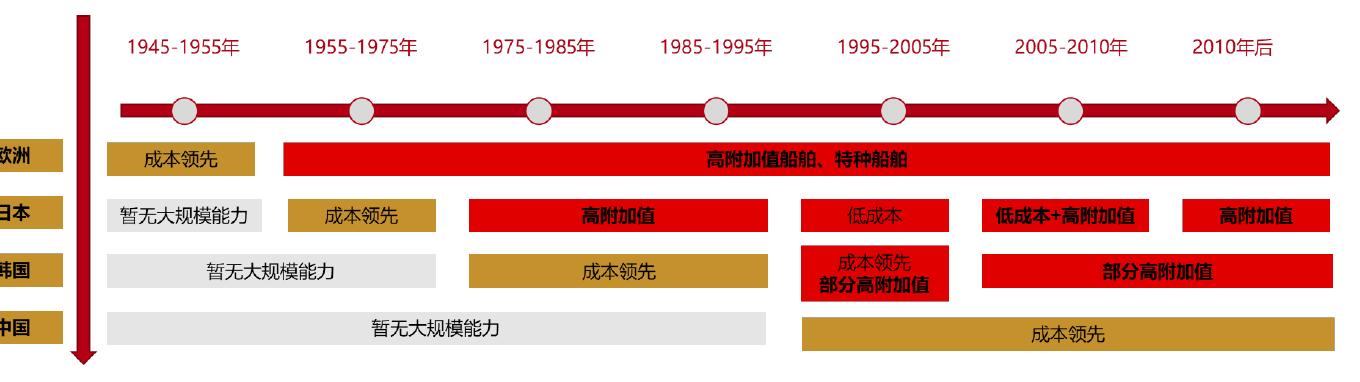 1945-1955年 1955-1975年 1975-1985年 1985-1995年 1995-2005年 2005-2010年 2010年后
欧洲 成本领先 高附加值船舶、特种船舶
日本 暂无大规模能力 成本领先 高附加值 低成本 低成本+高附加值 高附加值
韩国 暂无大规模能力 成本领先 成本领先 部分高附加值
部分高附加值
中国 暂无大规模能力 成本领先